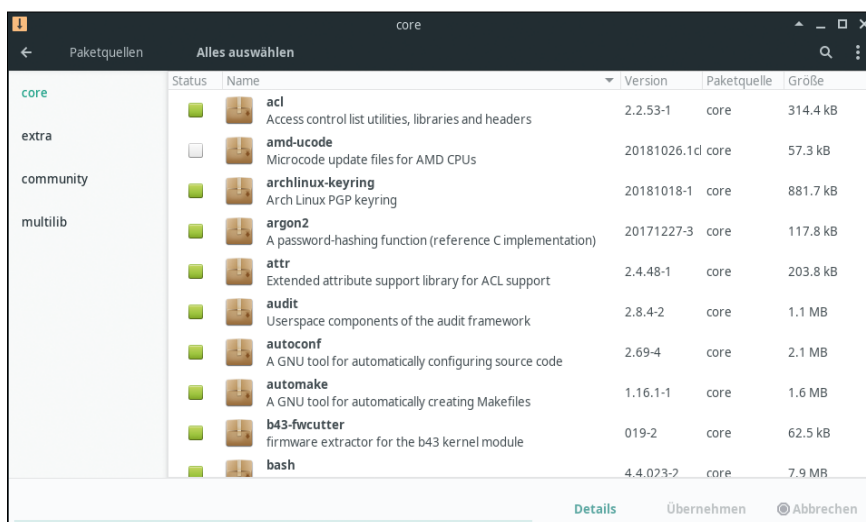 core
Paketquellen Alles auswählen
core
extra
community
multilib
Status Name Version Paketquelle Größe
acl
Access control list utilities, libraries and headers
2.2.53-1 core 314.4 kB
amd-ucode
Microcode update files for AMD CPUs
20181026.1cl core 57.3 kB
archlinux-keyring
Arch Linux PGP keyring
20181018-1 core 881.7 kB
argon2
A password-hashing function (reference C implementation)
20171227-3 core 117.8 kB
attr
Extended attribute support library for ACL support
2.4.48-1 core 203.8 kB
audit
Userspace components of the audit framework
2.8.4-2 core 1.1 MB
autoconf
A GNU tool for automatically configuring source code
2.69-4 core 2.1 MB
automake
A GNU tool for automatically creating Makefiles
1.16.1-1 core 1.6 MB
b43-fwcutter
firmware extractor for the b43 kernel module
019-2 core 62.5 kB
bash
4.4.023-2 core 7.9 MB
Details Übernehmen Abbrechen